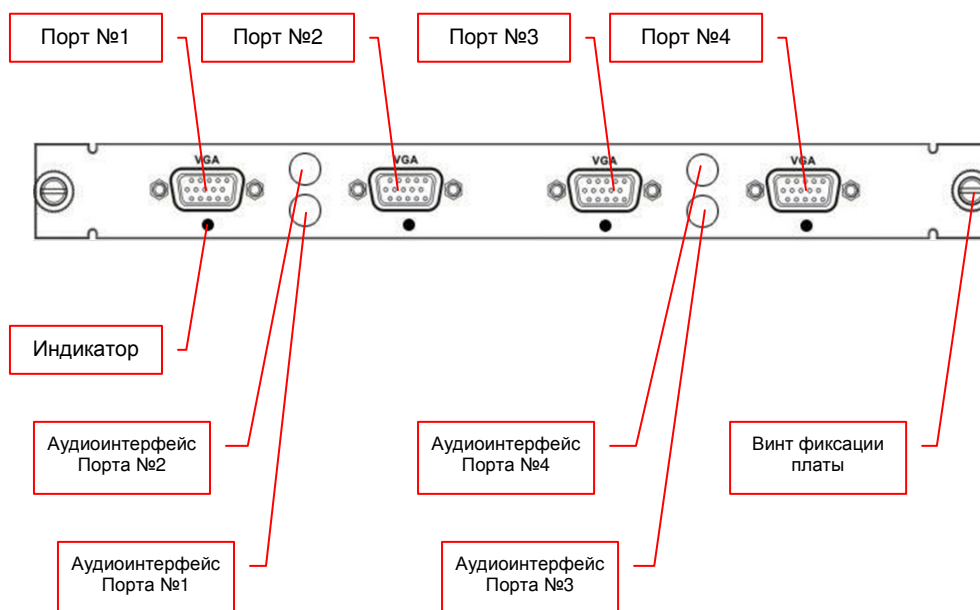 Порт №1
Порт №2
Порт №3
Порт №4
VGA
VGA
VGA
VGA
Индикатор
Аудиоинтерфейс
Порта №2
Аудиоинтерфейс
Порта №4
Винт фиксации
платы
Аудиоинтерфейс
Порта №1
Аудиоинтерфейс
Порта №3